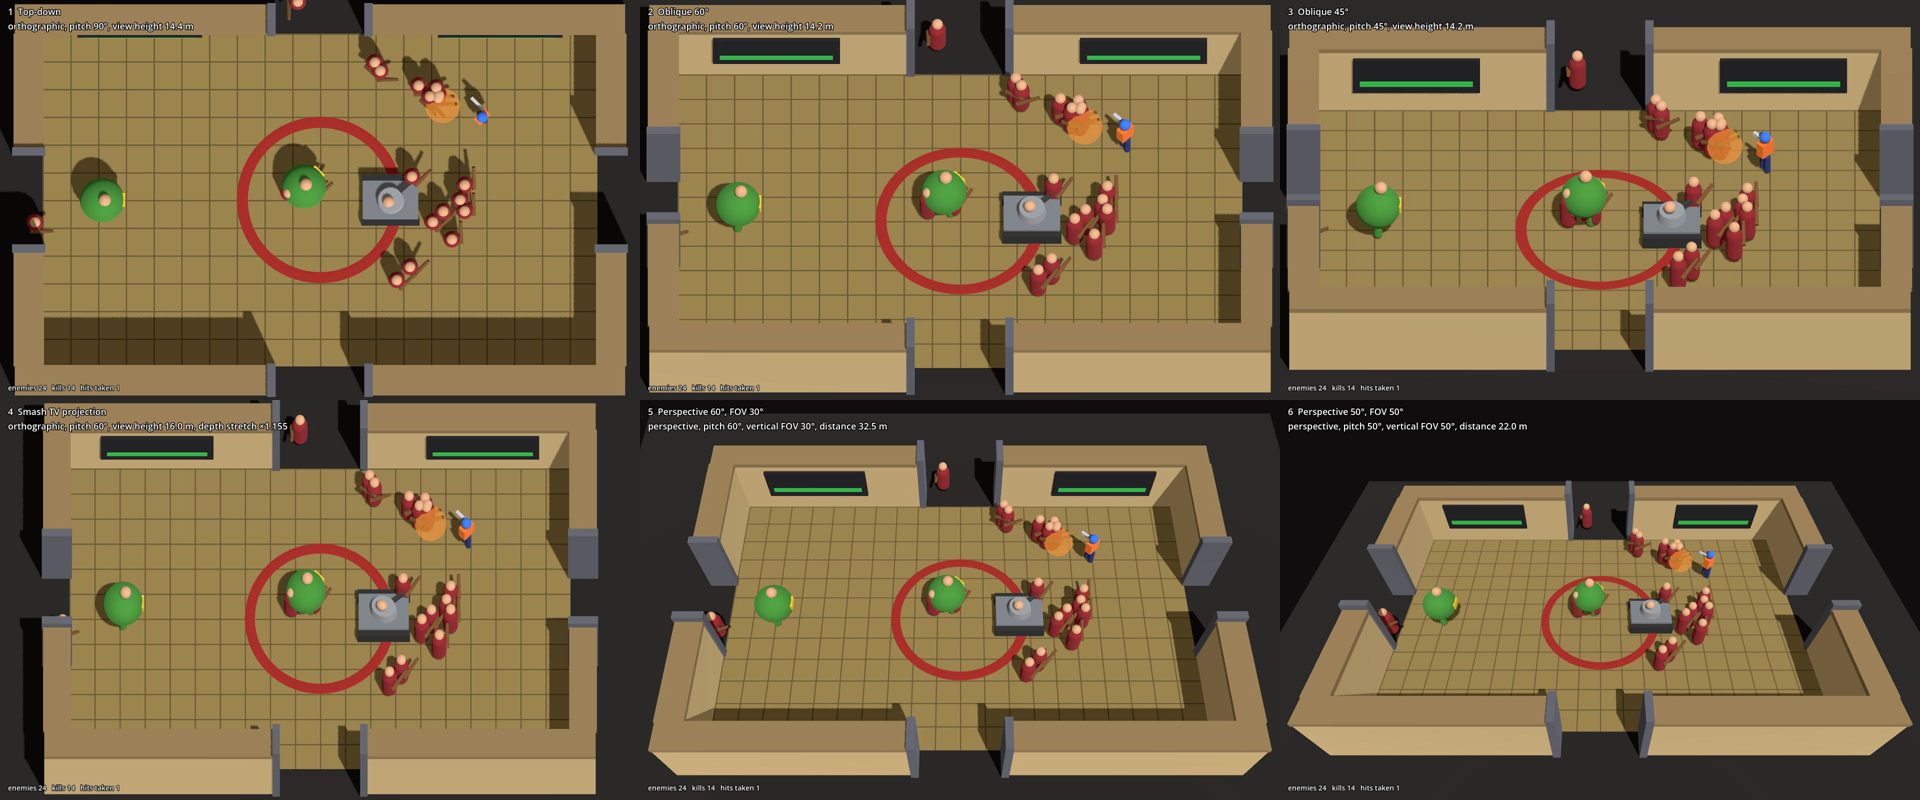 1 Top-down
orthographic, pitch 90°, view height 14.4 m
enemies 24 kills 14 hits taken 1
2 Oblique 60°
orthographic, pitch 60°, view height 14.2 m
enemies 24 kills 14 hits taken 1
3 Oblique 45°
orthographic, pitch 45°, view height 14.2 m
enemies 24 kills 14 hits taken 1
4 Smash TV projection
orthographic, pitch 60°, view height 16.0 m, depth stretch ×1.155
enemies 24 kills 14 hits taken 1
5 Perspective 60°, FOV 30°
perspective, pitch 60°, vertical FOV 30°, distance 32.5 m
enemies 24 kills 14 hits taken 1
6 Perspective 50°, FOV 50°
perspective, pitch 50°, vertical FOV 50°, distance 22.0 m
enemies 24 kills 14 hits taken 1